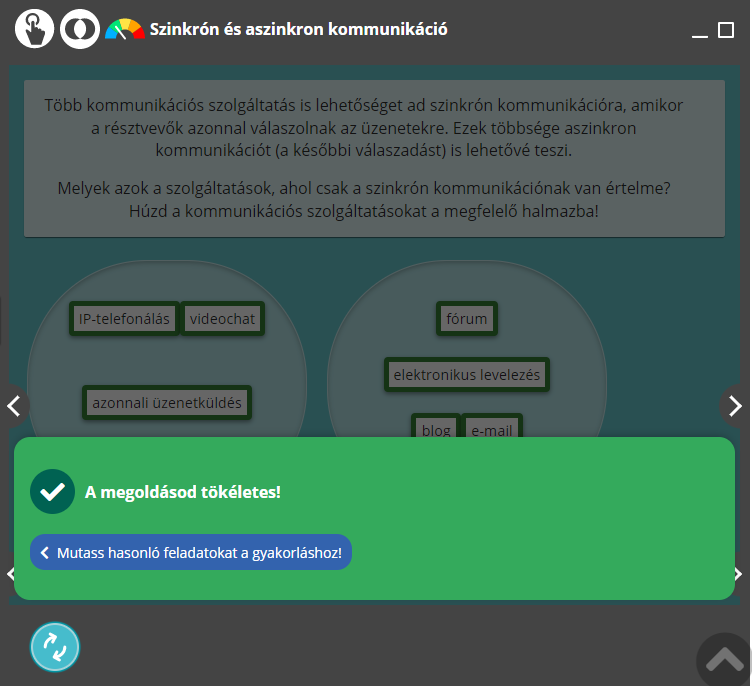 Szinkrón és aszinkron kommunikáció
Több kommunikációs szolgáltatás is lehetőséget ad szinkrón kommunikációra, amikor
a résztvevők azonnal válaszolnak az üzenetekre. Ezek többsége aszinkron
kommunikációt (a későbbi válaszadást) is lehetővé teszi.
Melyek azok a szolgáltatások, ahol csak a szinkrón kommunikációnak van értelme?
Húzd a kommunikációs szolgáltatásokat a megfelelő halmazba!
IP-telefonálás videochat
fórum
elektronikus levelezés
azonnali üzenetküldés
blog e-mail
A megoldásod tökéletes!
Mutass hasonló feladatokat a gyakorláshoz!